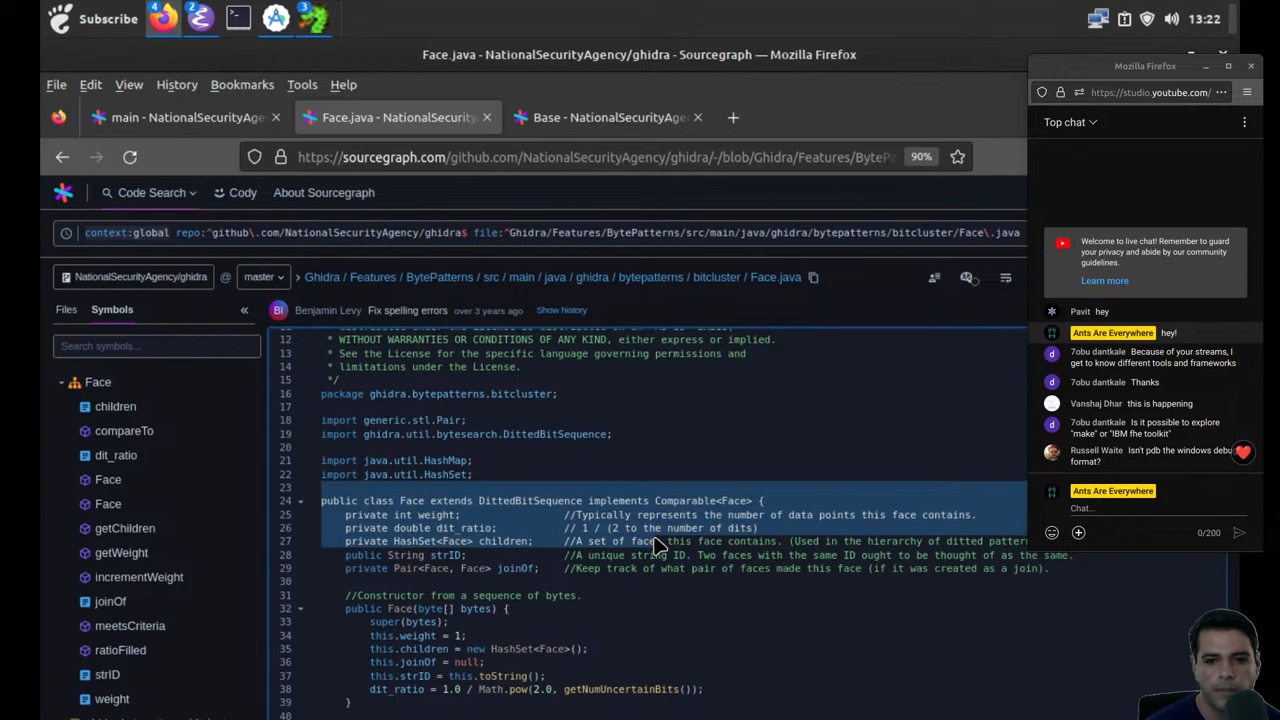 4
2
3
Subscribe
13:22
Face.java - NationalSecurityAgency/ghidra - Sourcegraph — Mozilla Firefox
File Edit View History Bookmarks Tools Help
main - NationalSecurityAge
Face.java - NationalSecurity
Base - NationalSecurityAgen
https://sourcegraph.com/github.com/NationalSecurityAgency/ghidra/-/blob/Ghidra/Features/ByteP
90%
Code Search
Cody
About Sourcegraph
context:global repo:^github\.com/NationalSecurityAgency/ghidra$ file:^Ghidra/Features/BytePatterns/src/main/java/ghidra/bytepatterns/bitcluster/Face\.java
NationalSecurityAgency/ghidra @ master
Ghidra / Features / BytePatterns / src / main / java / ghidra / bytepatterns / bitcluster / Face.java
Files Symbols
BI Benjamin Levy Fix spelling errors over 3 years ago Show history
Search symbols...
Face
children
compareTo
dit_ratio
Face
Face
getChildren
getWeight
incrementWeight
joinOf
meetsCriteria
ratioFilled
strID
weight
12 * WITHOUT WARRANTIES OR CONDITIONS OF ANY KIND, either express or implied.
13 * See the License for the specific language governing permissions and
14 * limitations under the License.
15 */
16 package ghidra.bytepatterns.bitcluster;
17
18 import generic.stl.Pair;
19 import ghidra.util.bytesearch.DittedBitSequence;
20
21 import java.util.HashMap;
22 import java.util.HashSet;
23
24 public class Face extends DittedBitSequence implements Comparable<Face> {
25 private int weight; //Typically represents the number of data points this face contains.
26 private double dit_ratio; // 1 / (2 to the number of dits)
27 private HashSet<Face> children; //A set of faces this face contains. (Used in the hierarchy of ditted patter
28 public String strID; //A unique string ID. Two faces with the same ID ought to be thought of as the same.
29 private Pair<Face, Face> joinOf; //Keep track of what pair of faces made this face (if it was created as a join).
30
31 //Constructor from a sequence of bytes.
32 public Face(byte[] bytes) {
33 super(bytes);
34 this.weight = 1;
35 this.children = new HashSet<Face>();
36 this.joinOf = null;
37 this.strID = this.toString();
38 dit_ratio = 1.0 / Math.pow(2.0, getNumUncertainBits());
39 }
40
Mozilla Firefox
https://studio.youtube.com/
Top chat
Welcome to live chat! Remember to guard
your privacy and abide by our community
guidelines.
Learn more
Pavit hey
Ants Are Everywhere hey!
7obu dantkale Because of your streams, I
get to know different tools and frameworks
7obu dantkale Thanks
Vanshaj Dhar this is happening
7obu dantkale Is it possible to explore
"make" or "IBM fhe toolkit"
Russell Waite Isn't pdb the windows debu
format?
Ants Are Everywhere
Chat...
0/200